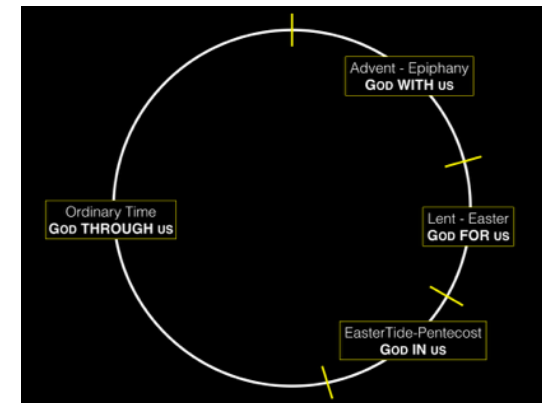 Advent - Epiphany
GOD WITH US
Lent - Easter
GOD FOR US
EasterTide-Pentecost
GOD IN US
Ordinary Time
GOD THROUGH US